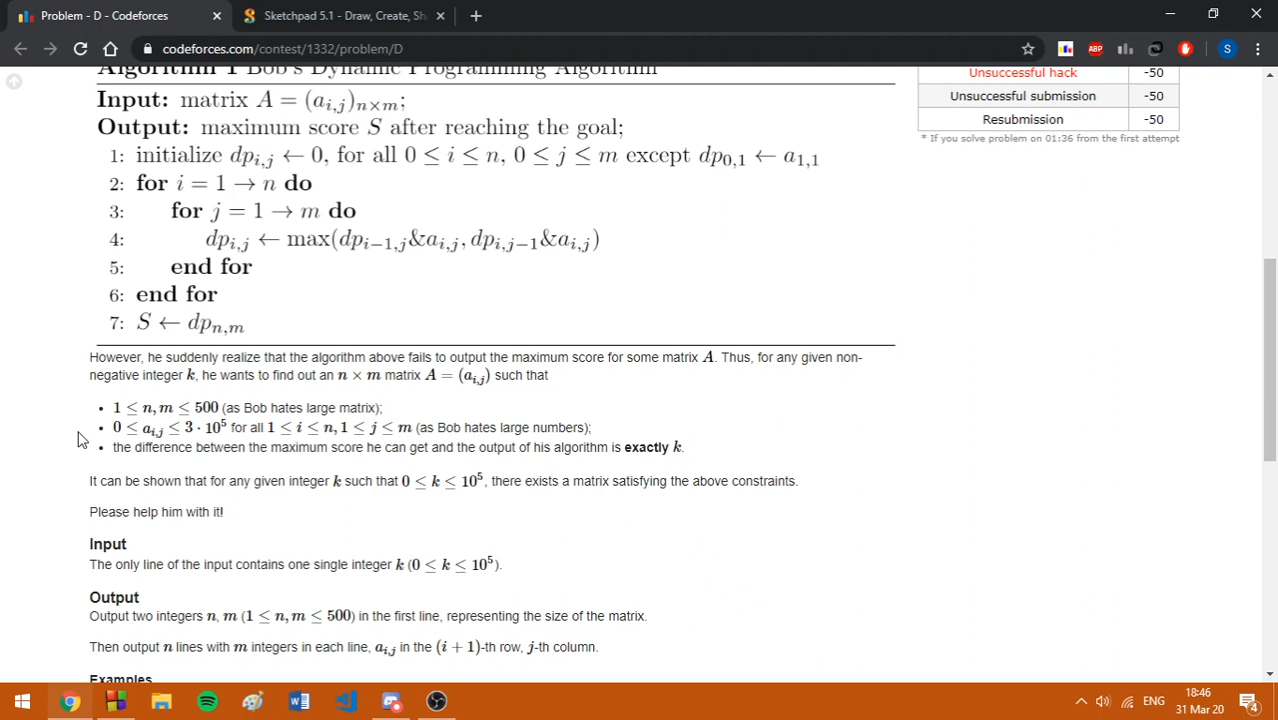 Problem - D - Codeforces
Sketchpad 5.1 - Draw, Create, Sh
codeforces.com/contest/1332/problem/D
ABP
S
Algorithm 1 Bob's Dynamic Programming Algorithm
Input: matrix A = (a_{i,j})_{n×m};
Output: maximum score S after reaching the goal;
1: initialize dp_{i,j} ← 0, for all 0 ≤ i ≤ n, 0 ≤ j ≤ m except dp_{0,1} ← a_{1,1}
2: for i = 1 → n do
3: for j = 1 → m do
4: dp_{i,j} ← max(dp_{i−1,j}&a_{i,j}, dp_{i,j−1}&a_{i,j})
5: end for
6: end for
7: S ← dp_{n,m}
However, he suddenly realize that the algorithm above fails to output the maximum score for some matrix A. Thus, for any given non-
negative integer k, he wants to find out an n × m matrix A = (a_{i,j}) such that
• 1 ≤ n, m ≤ 500 (as Bob hates large matrix);
• 0 ≤ a_{i,j} ≤ 3 · 10^5 for all 1 ≤ i ≤ n, 1 ≤ j ≤ m (as Bob hates large numbers);
• the difference between the maximum score he can get and the output of his algorithm is exactly k.
It can be shown that for any given integer k such that 0 ≤ k ≤ 10^5, there exists a matrix satisfying the above constraints.
Please help him with it!
Input
The only line of the input contains one single integer k (0 ≤ k ≤ 10^5).
Output
Output two integers n, m (1 ≤ n, m ≤ 500) in the first line, representing the size of the matrix.
Then output n lines with m integers in each line, a_{i,j} in the (i + 1)-th row, j-th column.
Examples
Unsuccessful hack -50
Unsuccessful submission -50
Resubmission -50
* If you solve problem on 01:36 from the first attempt
ENG
18:46
31 Mar 20
4